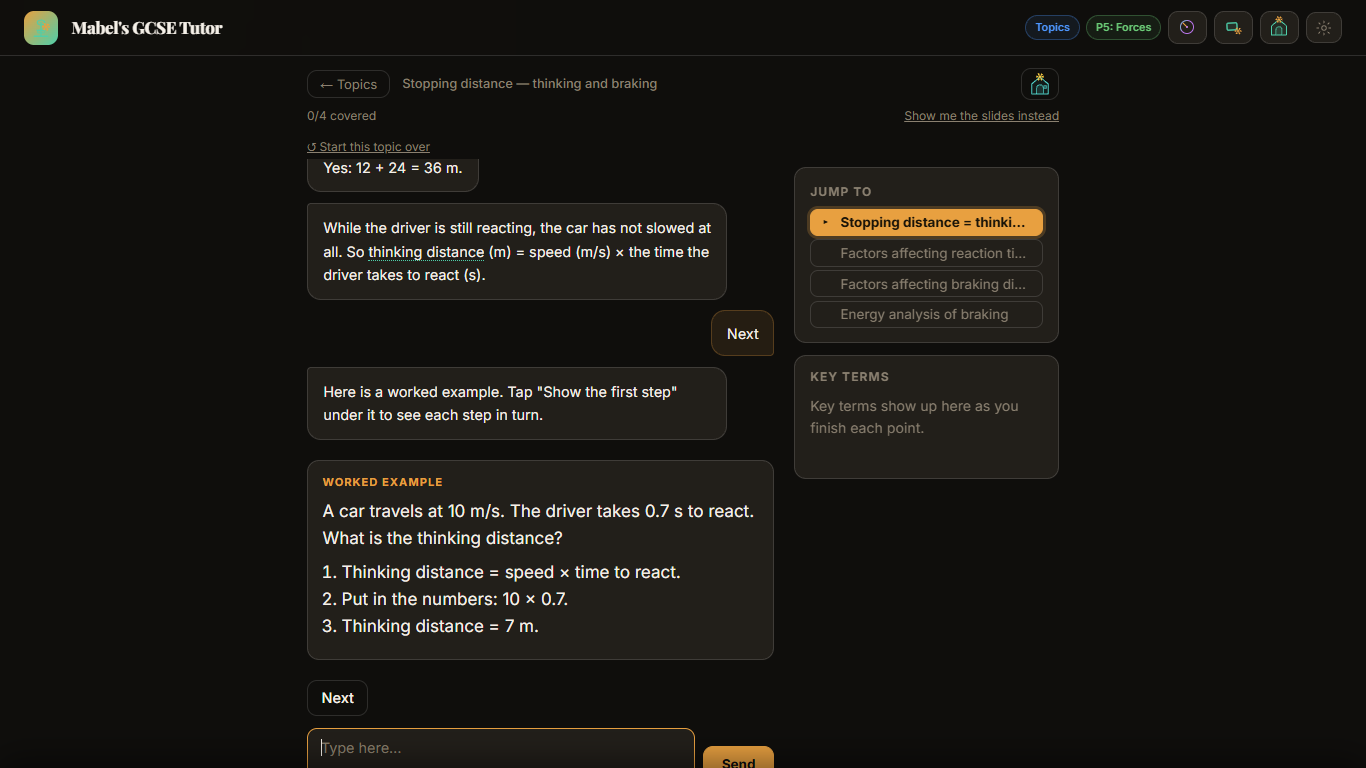 Mabel's GCSE Tutor
Topics
P5: Forces
← Topics
Stopping distance — thinking and braking
0/4 covered
Show me the slides instead
↺ Start this topic over
Yes: 12 + 24 = 36 m.
While the driver is still reacting, the car has not slowed at
all. So thinking distance (m) = speed (m/s) × the time the
driver takes to react (s).
Next
Here is a worked example. Tap "Show the first step"
under it to see each step in turn.
WORKED EXAMPLE
A car travels at 10 m/s. The driver takes 0.7 s to react.
What is the thinking distance?
1. Thinking distance = speed × time to react.
2. Put in the numbers: 10 × 0.7.
3. Thinking distance = 7 m.
Next
Type here...
Send
JUMP TO
‣ Stopping distance = thinki...
Factors affecting reaction ti...
Factors affecting braking di...
Energy analysis of braking
KEY TERMS
Key terms show up here as you
finish each point.